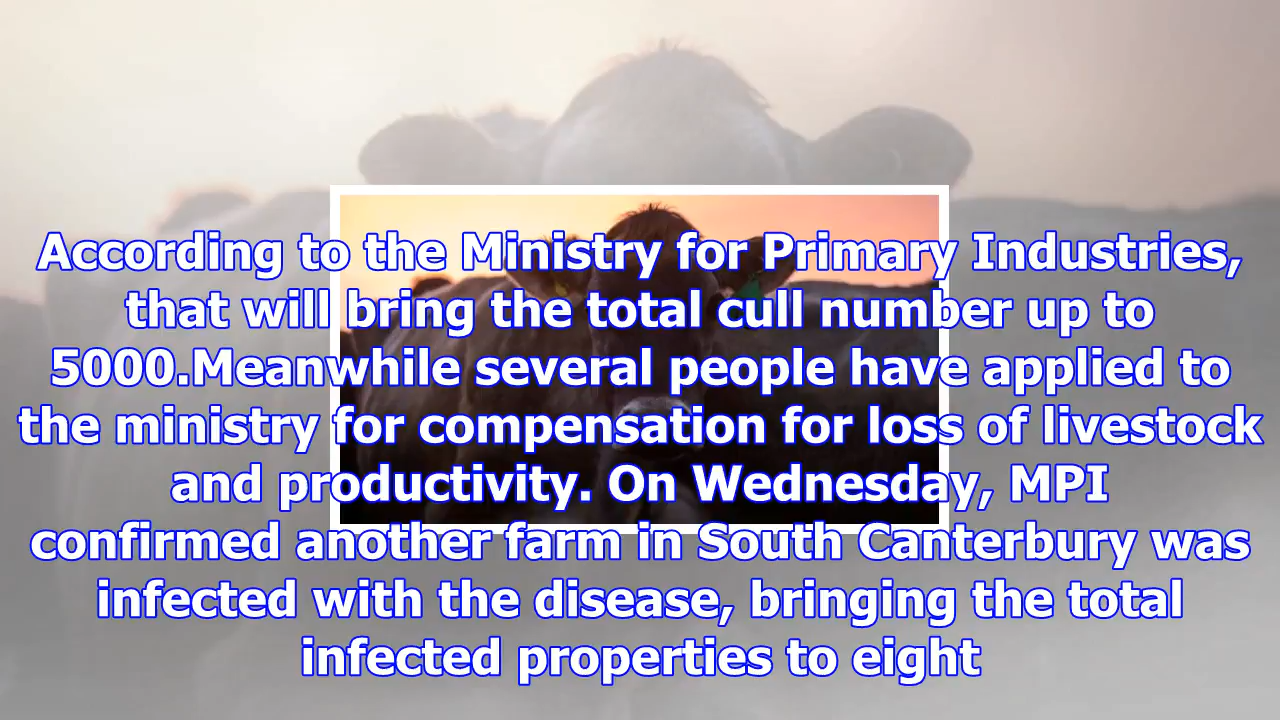 According to the Ministry for Primary Industries,
that will bring the total cull number up to
5000.Meanwhile several people have applied to
the ministry for compensation for loss of livestock
and productivity. On Wednesday, MPI
confirmed another farm in South Canterbury was
infected with the disease, bringing the total
infected properties to eight